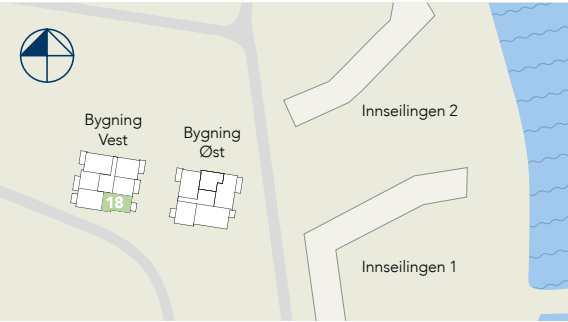 Innseilingen 2
Bygning
Vest
Bygning
Øst
18
Innseilingen 1